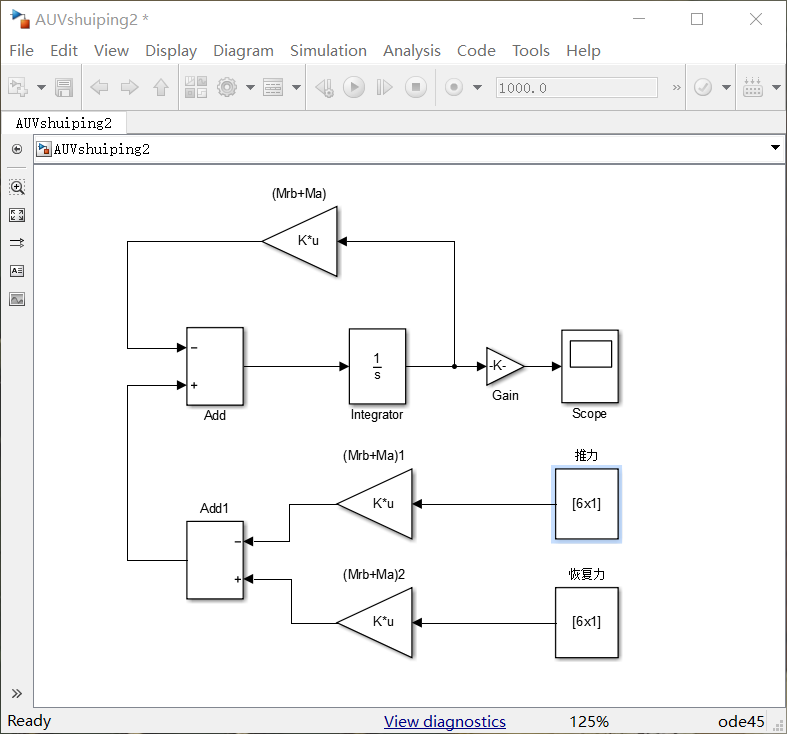 AUVshuiping2 *
File Edit View Display Diagram Simulation Analysis Code Tools Help
1000.0 »
AUVshuiping2
AUVshuiping2
(Mrb+Ma)
K*u
−
+
Add
1
s
Integrator
-K-
Gain
Scope
(Mrb+Ma)1
K*u
推力
[6x1]
Add1
−
+
(Mrb+Ma)2
K*u
恢复力
[6x1]
»
Ready View diagnostics 125% ode45